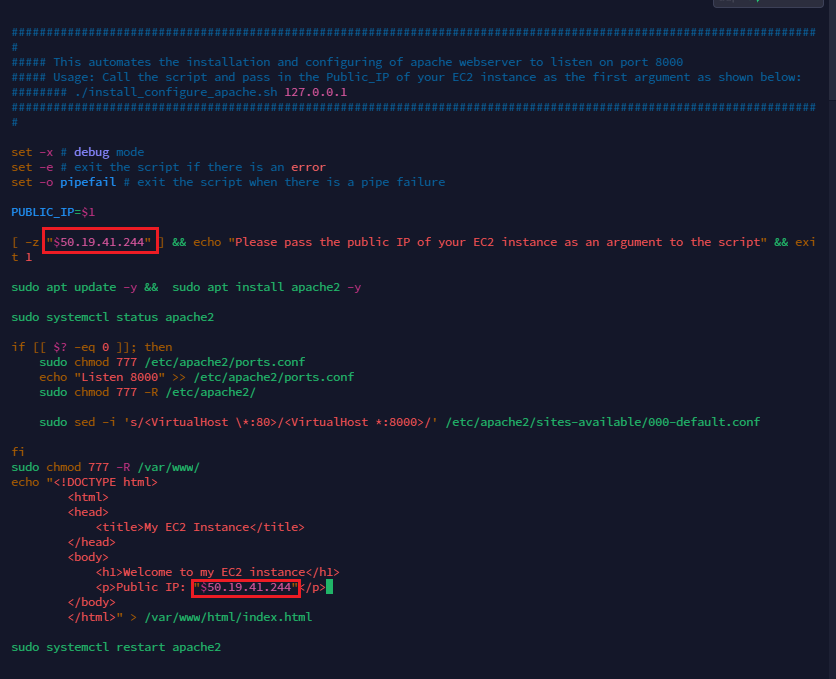 ####################################################################################################################
#
##### This automates the installation and configuring of apache webserver to listen on port 8000
##### Usage: Call the script and pass in the Public_IP of your EC2 instance as the first argument as shown below:
######## ./install_configure_apache.sh 127.0.0.1
####################################################################################################################
#
set -x # debug mode
set -e # exit the script if there is an error
set -o pipefail # exit the script when there is a pipe failure
PUBLIC_IP=$1
[ -z "$50.19.41.244" ] && echo "Please pass the public IP of your EC2 instance as an argument to the script" && exi
t 1
sudo apt update -y &&  sudo apt install apache2 -y
sudo systemctl status apache2
if [[ $? -eq 0 ]]; then
    sudo chmod 777 /etc/apache2/ports.conf
    echo "Listen 8000" >> /etc/apache2/ports.conf
    sudo chmod 777 -R /etc/apache2/
    sudo sed -i 's/<VirtualHost \*:80>/<VirtualHost *:8000>/' /etc/apache2/sites-available/000-default.conf
fi
sudo chmod 777 -R /var/www/
echo "<!DOCTYPE html>
        <html>
        <head>
            <title>My EC2 Instance</title>
        </head>
        <body>
            <h1>Welcome to my EC2 instance</h1>
            <p>Public IP: "$50.19.41.244"</p>
        </body>
        </html>" > /var/www/html/index.html
sudo systemctl restart apache2